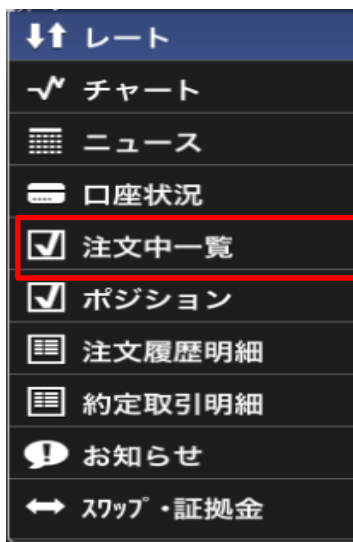 レート
チャート
ニュース
口座状況
注文中一覧
ポジション
注文履歴明細
約定取引明細
お知らせ
ｽﾜｯﾌﾟ・証拠金